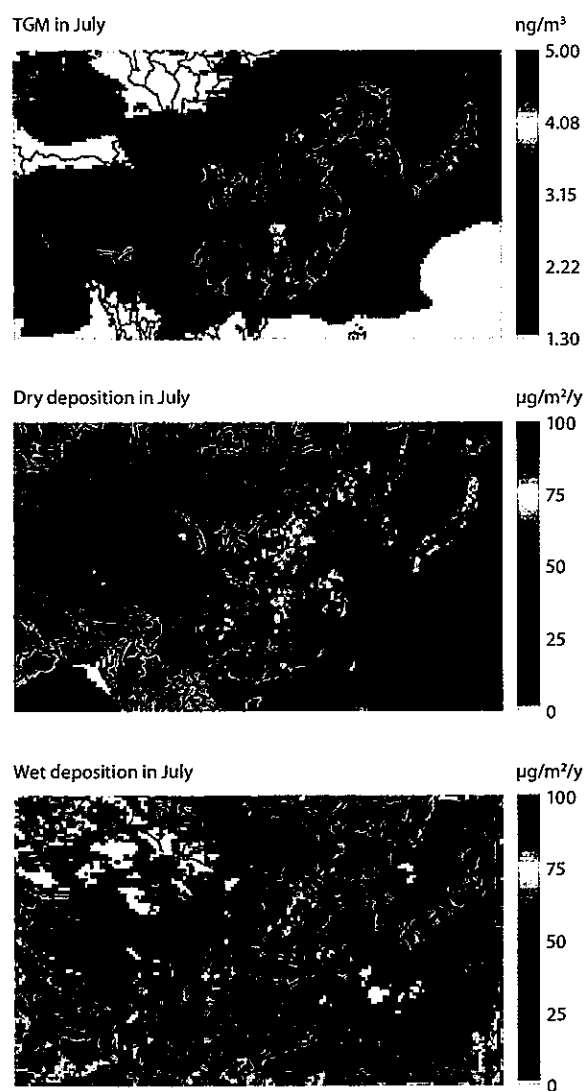 TGM in July
ng/m³
5.00
4.08
3.15
2.22
1.30
Dry deposition in July
µg/m²/y
100
75
50
25
0
Wet deposition in July
µg/m²/y
100
75
50
25
0